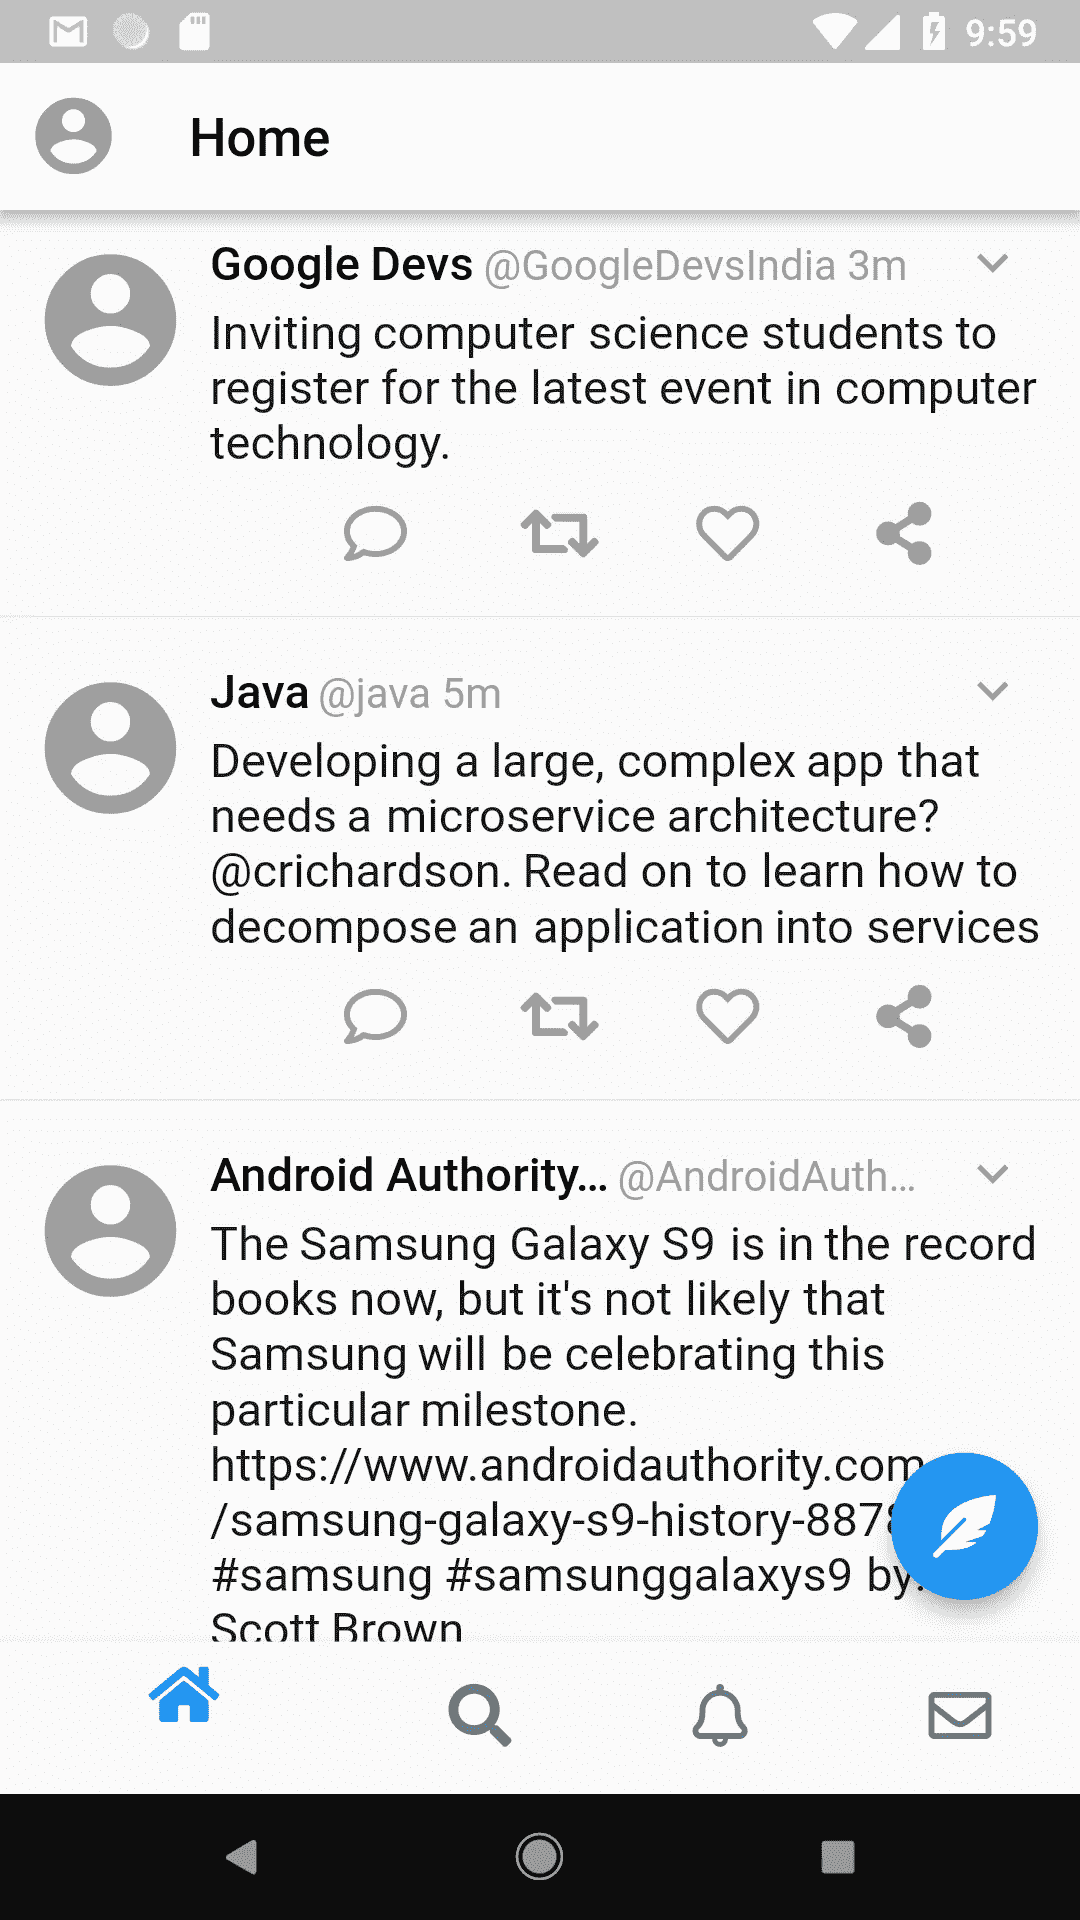 9:59
Home
Google Devs @GoogleDevsIndia 3m
Inviting computer science students to
register for the latest event in computer
technology.
Java @java 5m
Developing a large, complex app that
needs a microservice architecture?
@crichardson. Read on to learn how to
decompose an application into services
Android Authority... @AndroidAuth...
The Samsung Galaxy S9 is in the record
books now, but it's not likely that
Samsung will be celebrating this
particular milestone.
https://www.androidauthority.com
/samsung-galaxy-s9-history-887
#samsung #samsunggalaxys9 by
Scott Brown